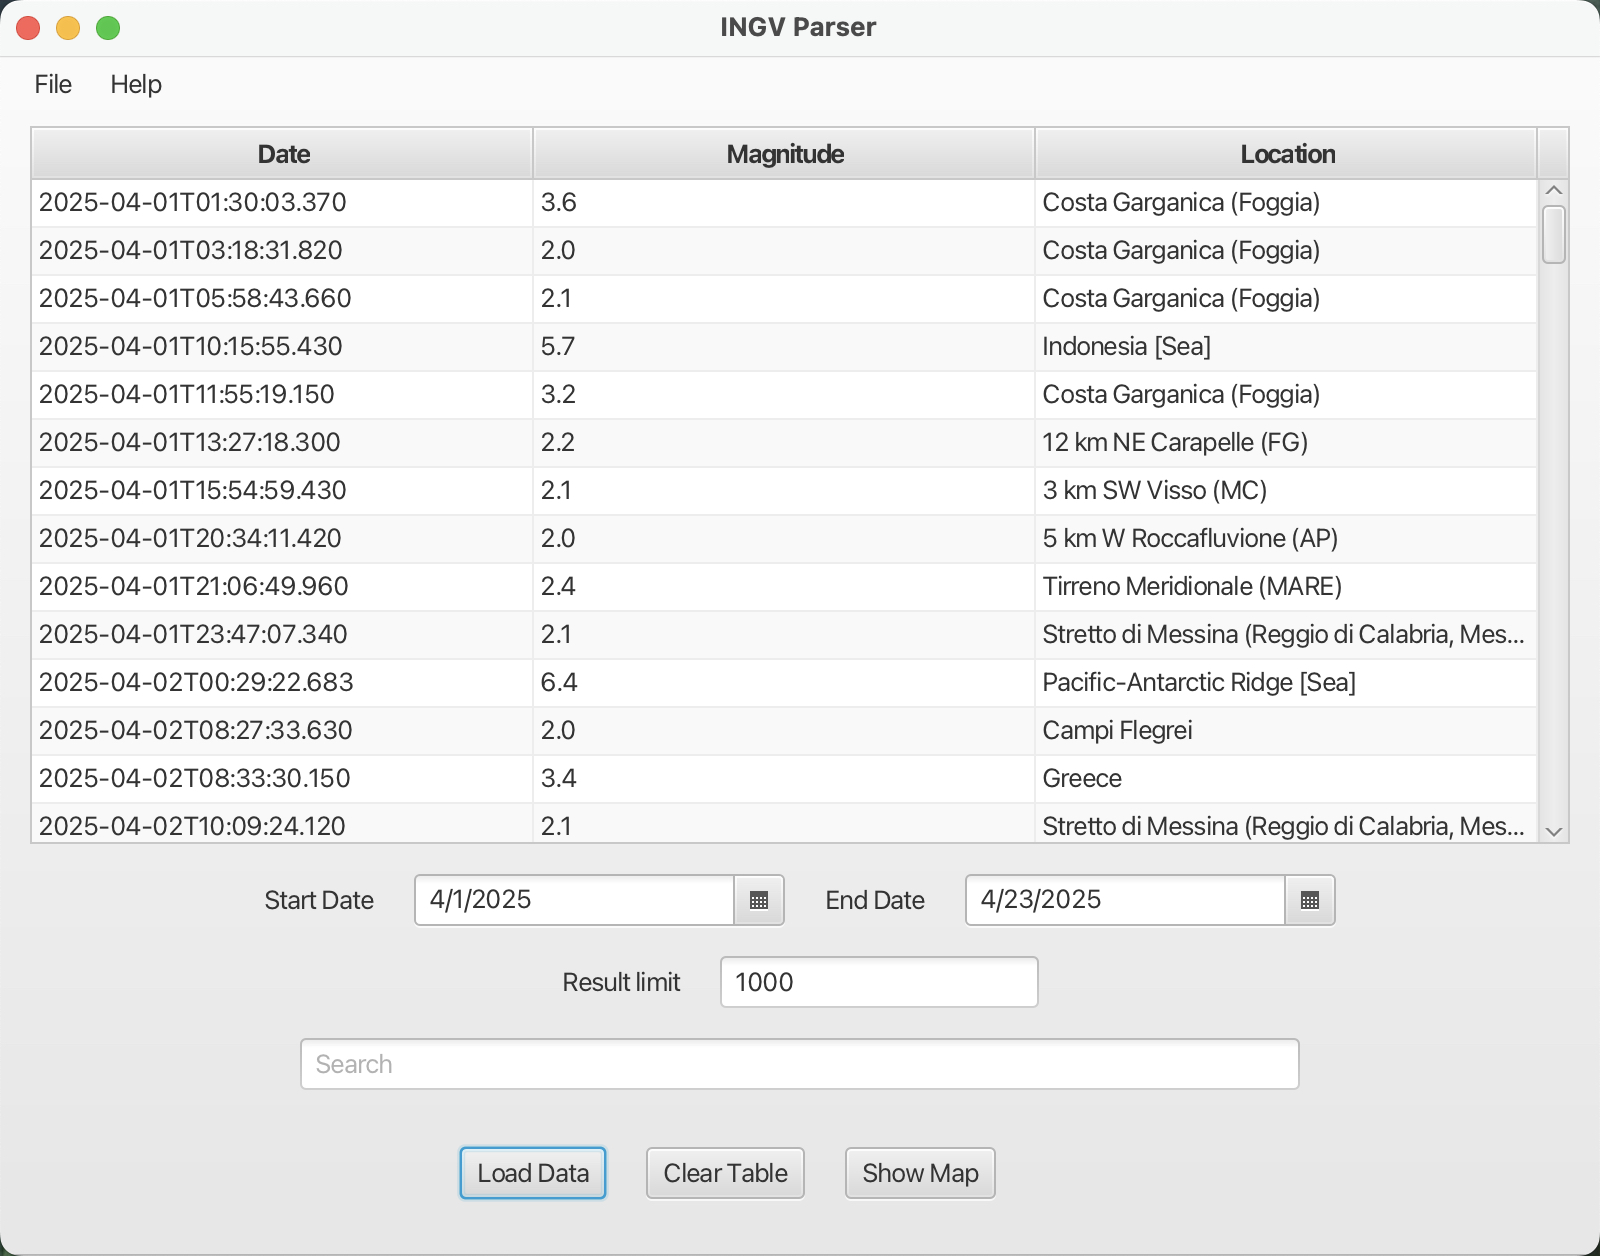 INGV Parser
File Help
Date Magnitude Location
2025-04-01T01:30:03.370 3.6 Costa Garganica (Foggia)
2025-04-01T03:18:31.820 2.0 Costa Garganica (Foggia)
2025-04-01T05:58:43.660 2.1 Costa Garganica (Foggia)
2025-04-01T10:15:55.430 5.7 Indonesia [Sea]
2025-04-01T11:55:19.150 3.2 Costa Garganica (Foggia)
2025-04-01T13:27:18.300 2.2 12 km NE Carapelle (FG)
2025-04-01T15:54:59.430 2.1 3 km SW Visso (MC)
2025-04-01T20:34:11.420 2.0 5 km W Roccafluvione (AP)
2025-04-01T21:06:49.960 2.4 Tirreno Meridionale (MARE)
2025-04-01T23:47:07.340 2.1 Stretto di Messina (Reggio di Calabria, Mes...
2025-04-02T00:29:22.683 6.4 Pacific-Antarctic Ridge [Sea]
2025-04-02T08:27:33.630 2.0 Campi Flegrei
2025-04-02T08:33:30.150 3.4 Greece
2025-04-02T10:09:24.120 2.1 Stretto di Messina (Reggio di Calabria, Mes...
Start Date 4/1/2025 End Date 4/23/2025
Result limit 1000
Search
Load Data Clear Table Show Map